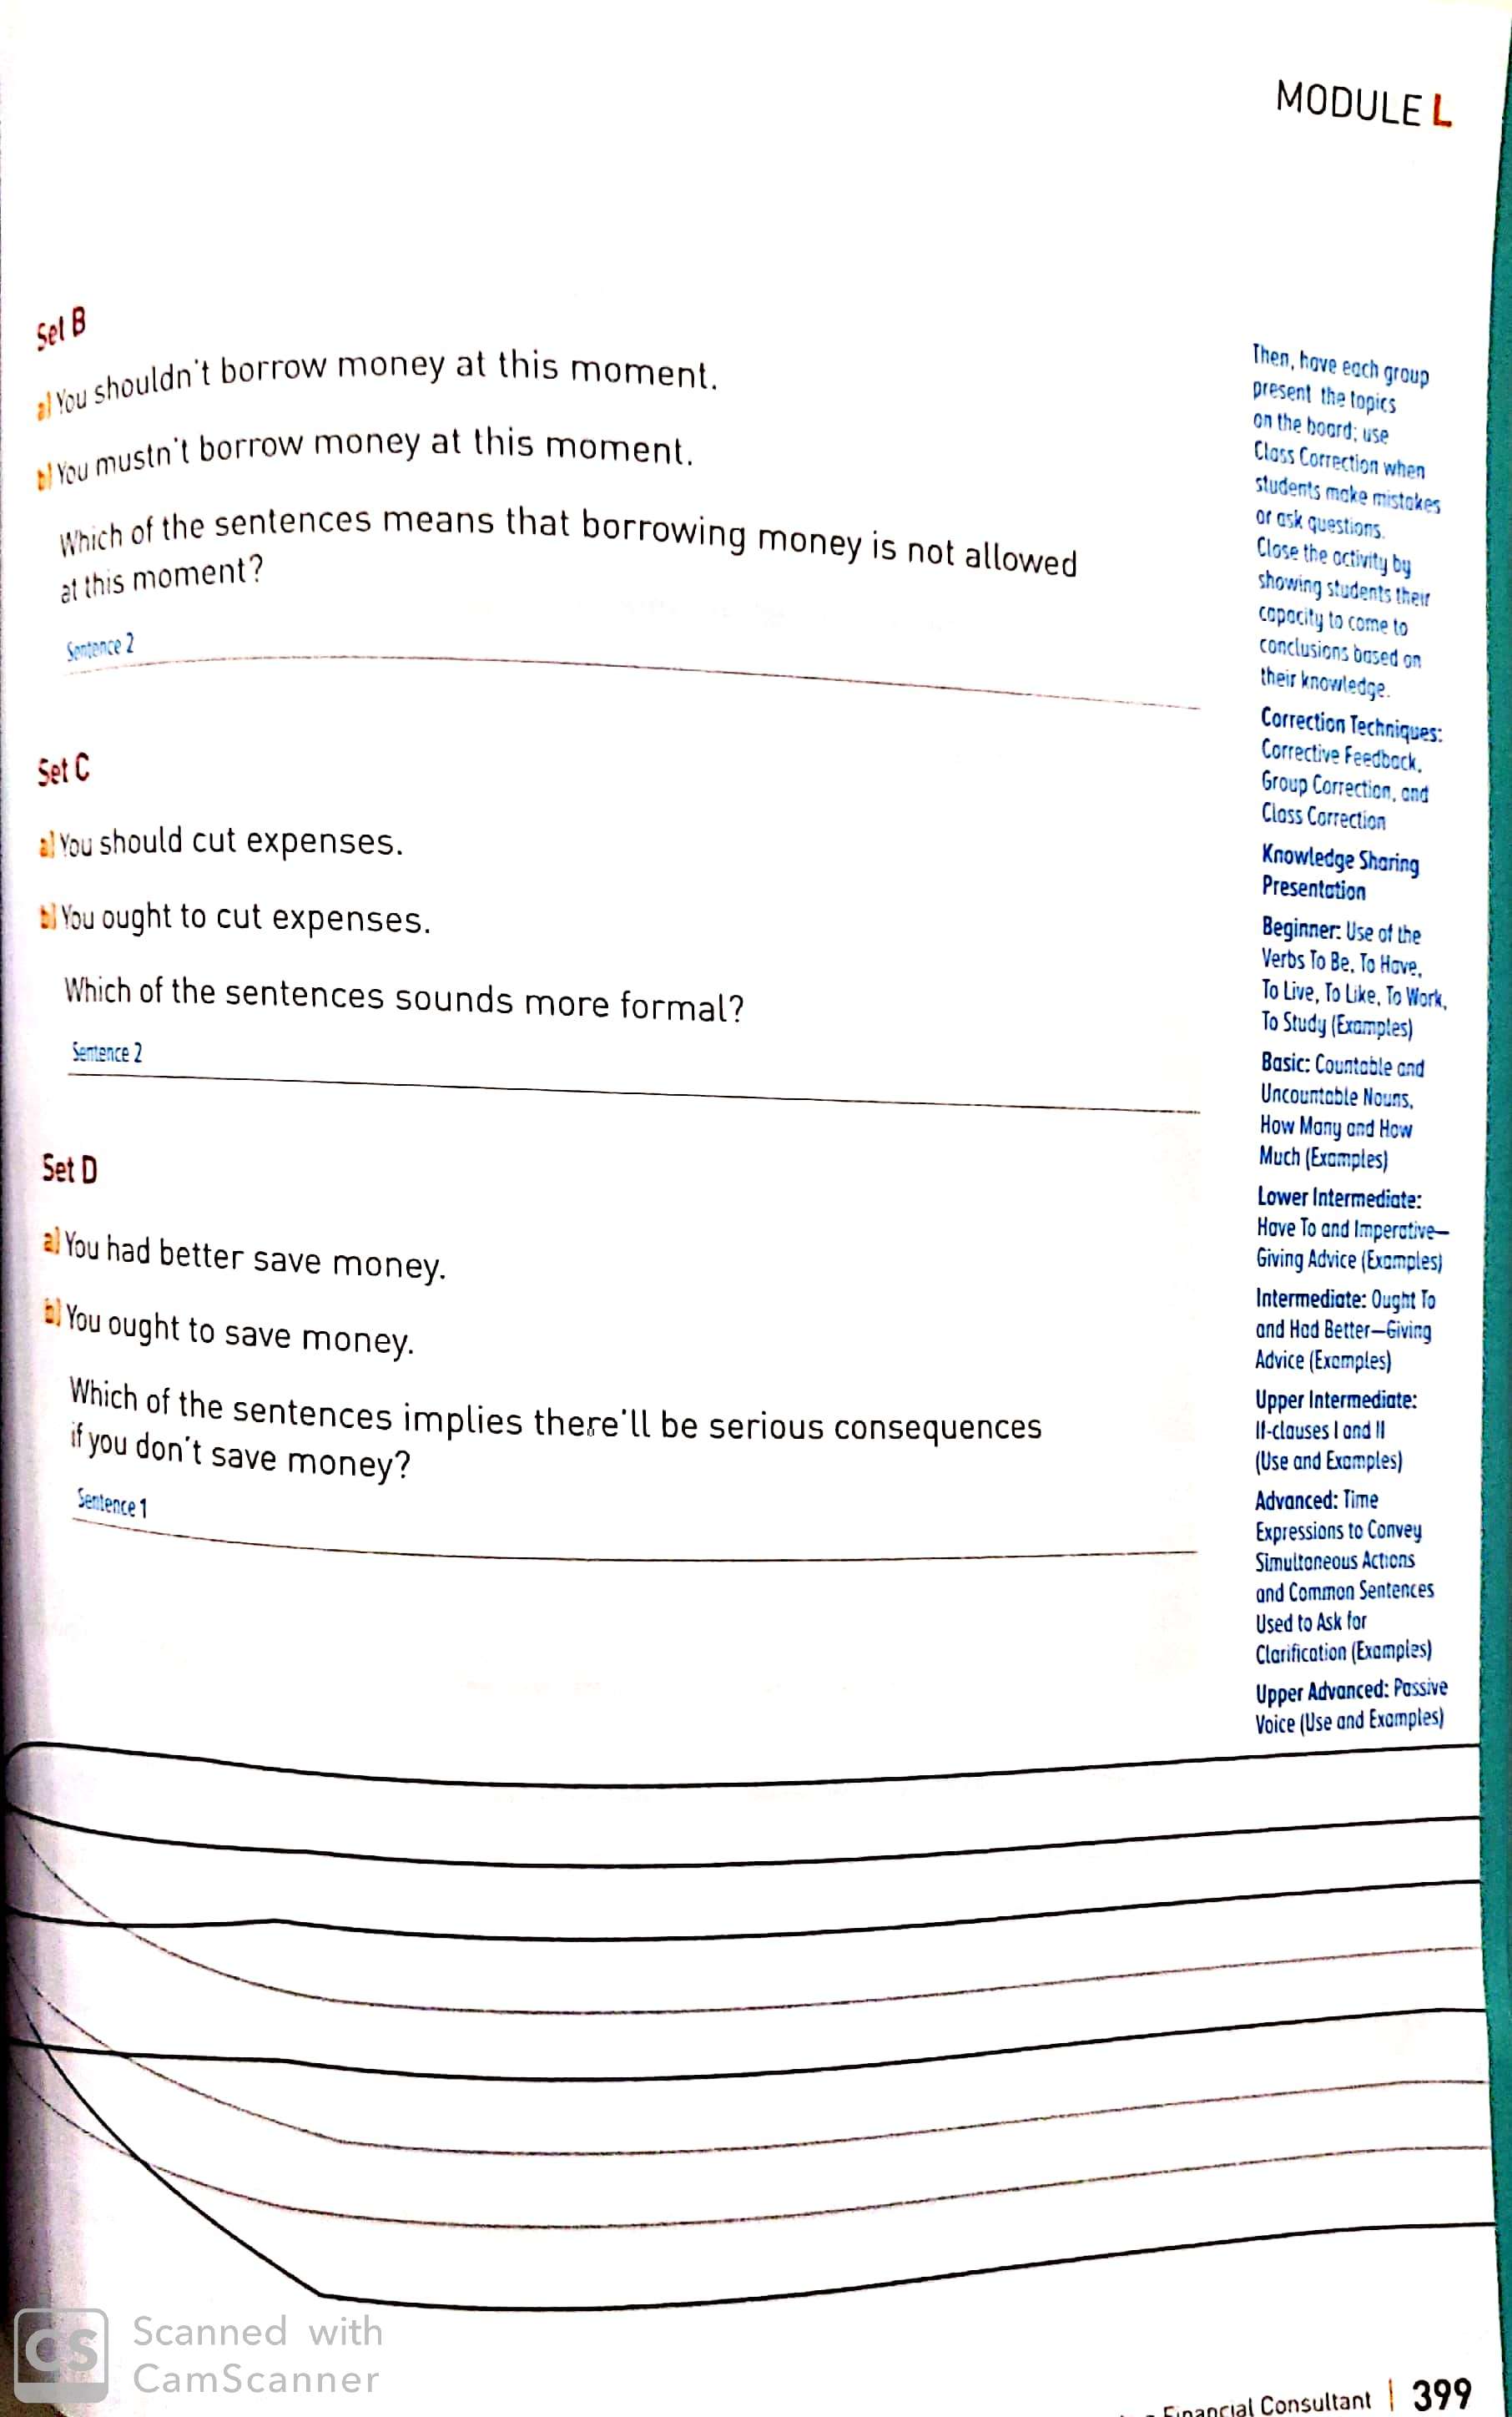 MODULE L
Set B
a) You shouldn't borrow money at this moment.
b) You mustn't borrow money at this moment.
Which of the sentences means that borrowing money is not allowed
at this moment?
Sentence 2
Set C
a) You should cut expenses.
b) You ought to cut expenses.
Which of the sentences sounds more formal?
Sentence 2
Set D
a) You had better save money.
b) You ought to save money.
Which of the sentences implies there'll be serious consequences
if you don't save money?
Sentence 1
Then, have each group
present the topics
on the board; use
Class Correction when
students make mistakes
or ask questions.
Close the activity by
showing students their
capacity to come to
conclusions based on
their knowledge.
Correction Techniques:
Corrective Feedback,
Group Correction, and
Class Correction
Knowledge Sharing
Presentation
Beginner: Use of the
Verbs To Be, To Have,
To Live, To Like, To Work,
To Study (Examples)
Basic: Countable and
Uncountable Nouns,
How Many and How
Much (Examples)
Lower Intermediate:
Have To and Imperative—
Giving Advice (Examples)
Intermediate: Ought To
and Had Better—Giving
Advice (Examples)
Upper Intermediate:
If-clauses I and II
(Use and Examples)
Advanced: Time
Expressions to Convey
Simultaneous Actions
and Common Sentences
Used to Ask for
Clarification (Examples)
Upper Advanced: Passive
Voice (Use and Examples)
CS Scanned with
CamScanner
Financial Consultant | 399